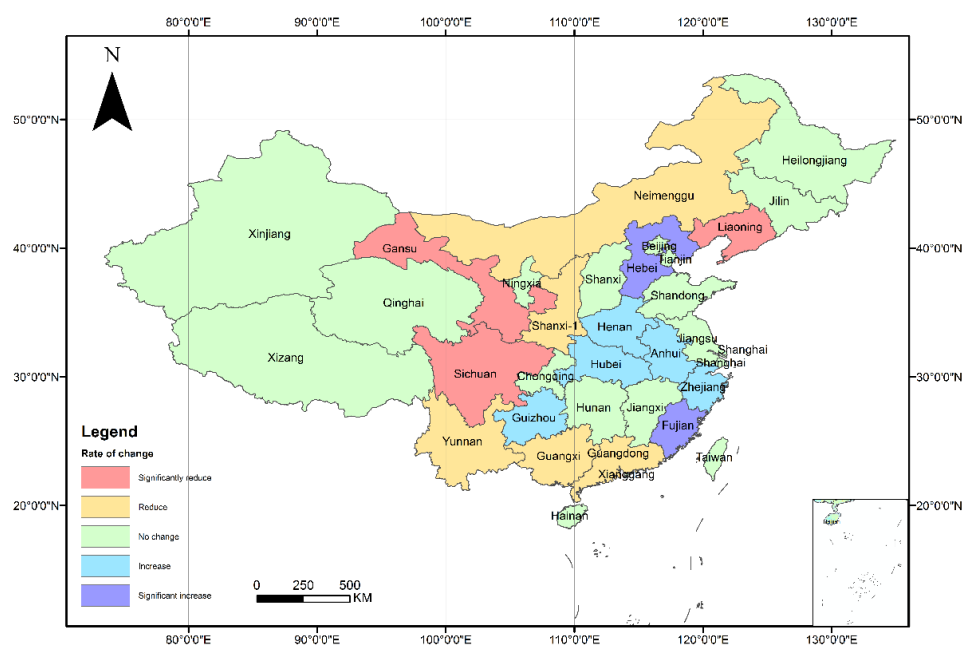 80°0'0"E 90°0'0"E 100°0'0"E 110°0'0"E 120°0'0"E 130°0'0"E
N
50°0'0"N 50°0'0"N
Heilongjiang
Jilin
Neimenggu
Liaoning
Xinjiang
40°0'0"N 40°0'0"N
Gansu
Beijing
Tianjin
Hebei
Ningxia
Shanxi
Shandong
Qinghai
Shanxi-1
Henan
Jiangsu
Shanghai
Anhui
Xizang
Hubei
Shanghai
30°0'0"N 30°0'0"N
Sichuan
Chongqing
Zhejiang
Guizhou
Hunan
Jiangxi
Fujian
Legend
Yunnan
Rate of change
Guangxi
Guangdong
Taiwan
Significantly reduce
Xianggang
Reduce
20°0'0"N 20°0'0"N
Hainan
No change
Increase
0 250 500
KM
Significant increase
80°0'0"E 90°0'0"E 100°0'0"E 110°0'0"E 120°0'0"E 130°0'0"E